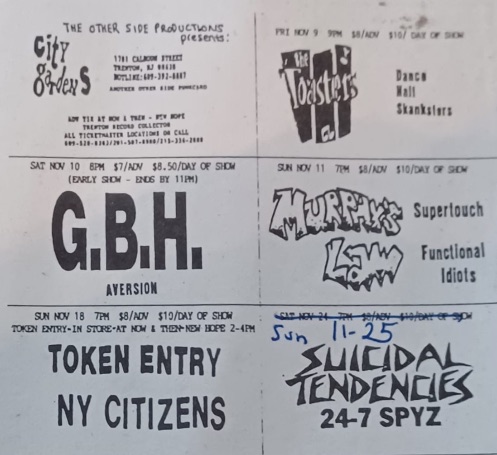 THE OTHER SIDE PRODUCTIONS
presents:
City
gardens
1701 CALHOUN STREET
TRENTON, NJ 08638
HOTLINE: 609-392-8887
ANOTHER OTHER SIDE PUNKCARD
ADV TIX AT NOW & THEN - NEW HOPE
TRENTON RECORD COLLECTOR
ALL TICKETMASTER LOCATIONS OR CALL
FRI NOV 9 9PM $8/ADV $10/ DAY OF SHOW
The
Toasters
Dance
Hall
Skanksters
SAT NOV 10 8PM $7/ADV $8.50/DAY OF SHOW
(EARLY SHOW - ENDS BY 11PM)
G.B.H.
AVERSION
SUN NOV 11 7PM $8/ADV $10/DAY OF SHOW
MURPHY'S
LAW
Supertouch
Functional
Idiots
SUN NOV 18 7PM $8/ADV $10/DAY OF SHOW
TOKEN ENTRY-IN STORE-AT NOW & THEN-NEW HOPE 2-4PM
TOKEN ENTRY
NY CITIZENS
SAT NOV 24 7PM $8/ADV $10/DAY OF SHOW
Sun 11-25
SUICIDAL
TENDENCIES
24-7 SPYZ